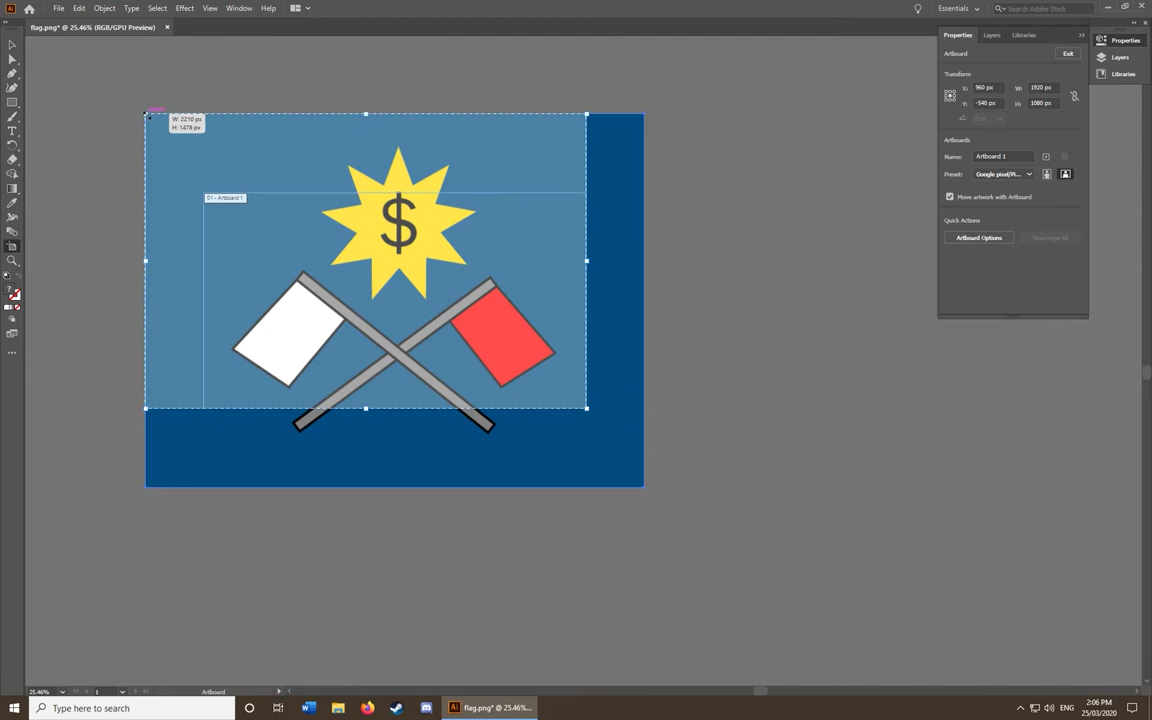 Ai
File Edit Object Type Select Effect View Window Help
Essentials
Search Adobe Stock
flag.png* @ 25.46% (RGB/GPU Preview)
Properties Layers Libraries
Properties
Layers
Libraries
Artboard
Exit
Transform
X: 960 px W: 1920 px
Y: -540 px H: 1080 px
0 px
Artboards
Name: Artboard 1
Preset: Google pixel/Pi...
Move artwork with Artboard
Quick Actions
Artboard Options
Rearrange All
W: 2210 px
H: 1478 px
01 - Artboard 1
$
T
?
25.46%
1
Artboard
Type here to search
flag.png* @ 25.46%...
ENG
2:06 PM
25/03/2020